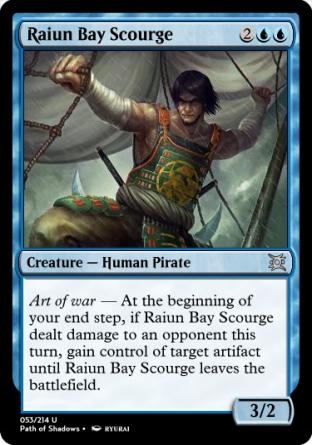 Raiun Bay Scourge 2
Creature — Human Pirate
Art of war — At the beginning of
your end step, if Raiun Bay Scourge
dealt damage to an opponent this
turn, gain control of target artifact
until Raiun Bay Scourge leaves the
battlefield.
3/2
053/214 U
Path of Shadows • RYURAI